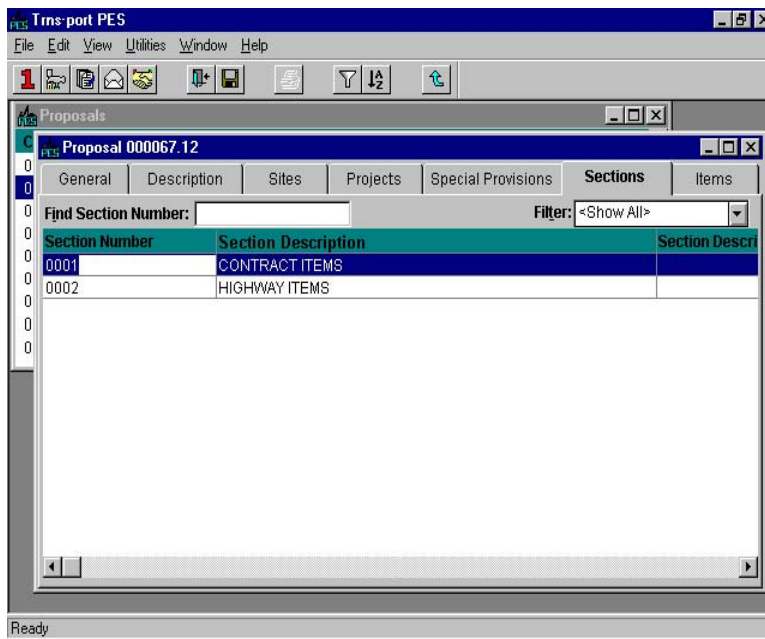 Trns·port PES
File Edit View Utilities Window Help
Proposals
Proposal 000067.12
General Description Sites Projects Special Provisions Sections Items
Find Section Number: Filter: <Show All>
Section Number Section Description Section Descri
0001 CONTRACT ITEMS
0002 HIGHWAY ITEMS
Ready